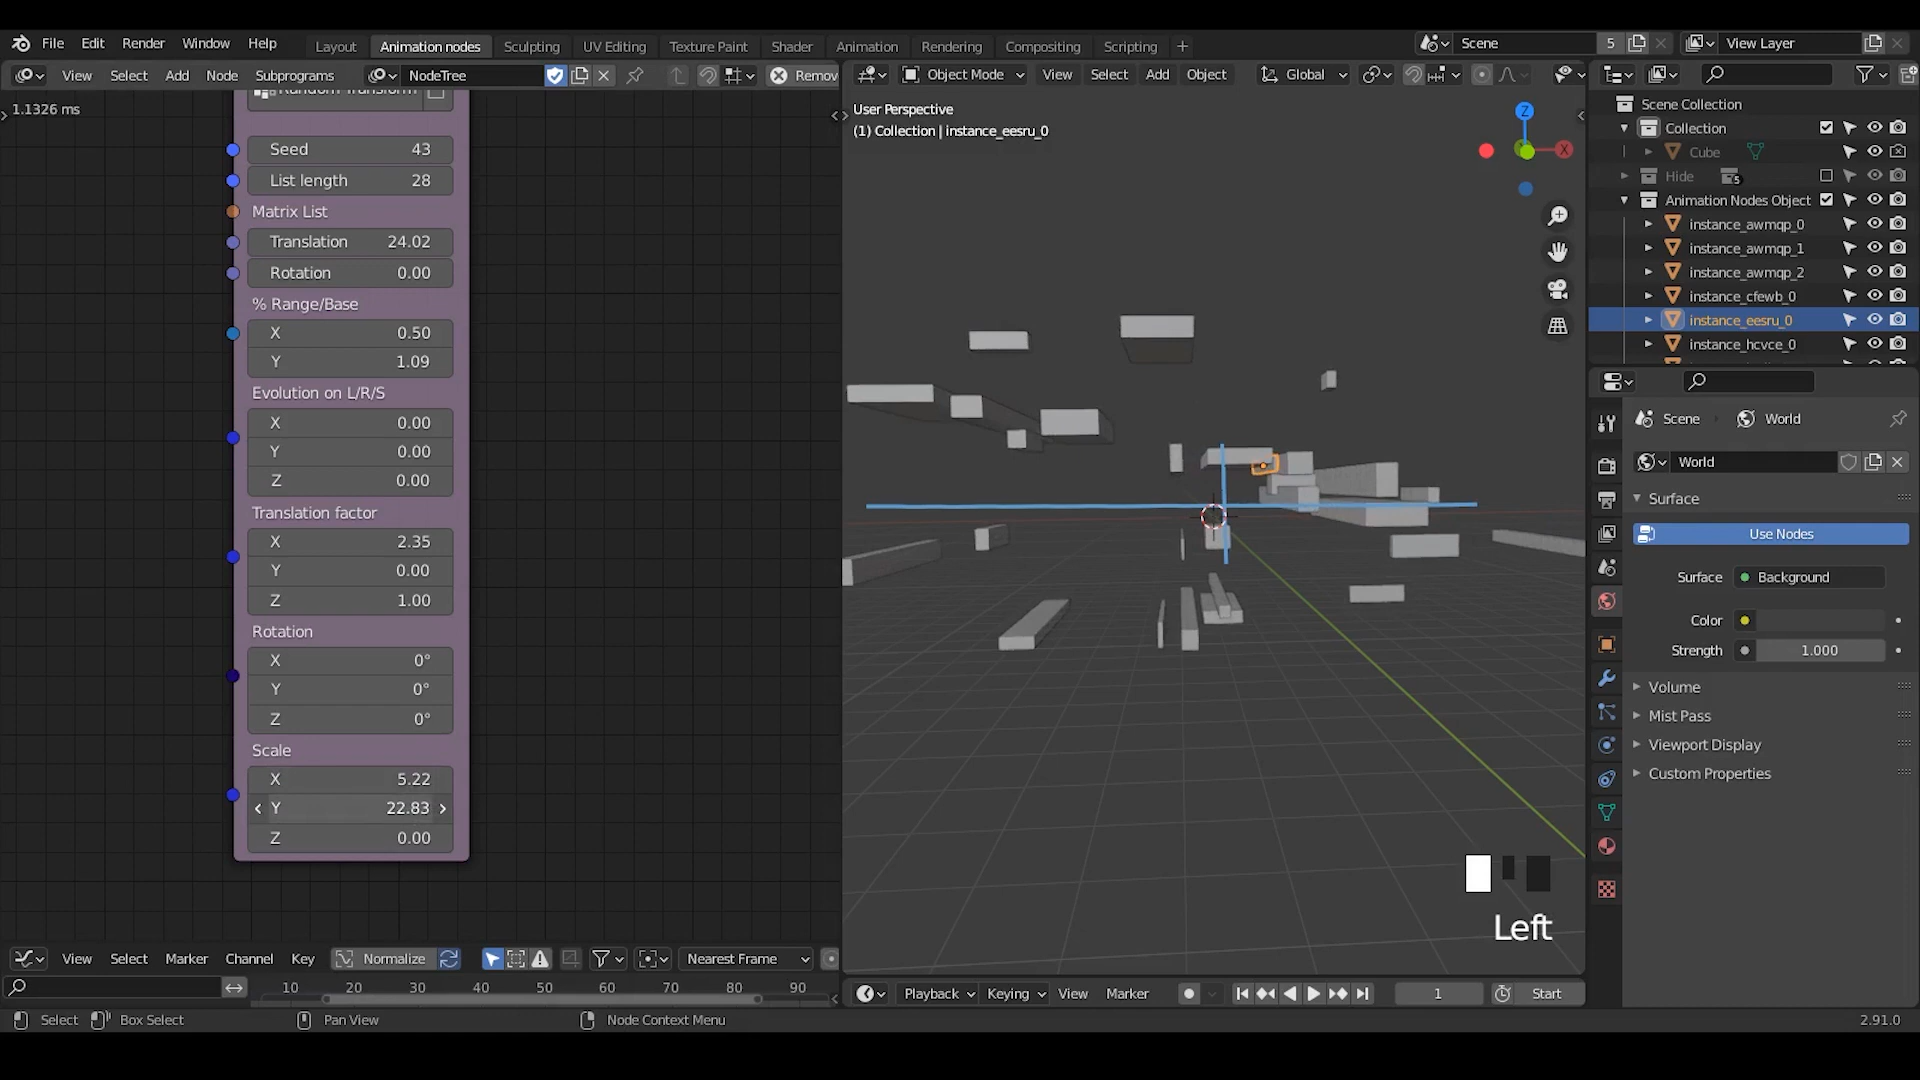 File Edit Render Window Help Layout Animation nodes Sculpting UV Editing Texture Paint Shader Animation Rendering Compositing Scripting + Scene 5 View Layer
View Select Add Node Subprograms NodeTree Remov
Object Mode View Select Add Object Global
1.1326 ms
Random Transform
Seed 43
List length 28
Matrix List
Translation 24.02
Rotation 0.00
% Range/Base
X 0.50
Y 1.09
Evolution on L/R/S
X 0.00
Y 0.00
Z 0.00
Translation factor
X 2.35
Y 0.00
Z 1.00
Rotation
X 0°
Y 0°
Z 0°
Scale
X 5.22
Y 22.83
Z 0.00
User Perspective
(1) Collection | instance_eesru_0
Z
X
Left
Scene Collection
Collection
Cube
Hide 5
Animation Nodes Object
instance_awmqp_0
instance_awmqp_1
instance_awmqp_2
instance_cfewb_0
instance_eesru_0
instance_hcvce_0
Scene World
World
Surface
Use Nodes
Surface Background
Color
Strength 1.000
Volume
Mist Pass
Viewport Display
Custom Properties
View Select Marker Channel Key Normalize Nearest Frame
10 20 30 40 50 60 70 80 90
Playback Keying View Marker 1 Start
Select Box Select Pan View Node Context Menu 2.91.0